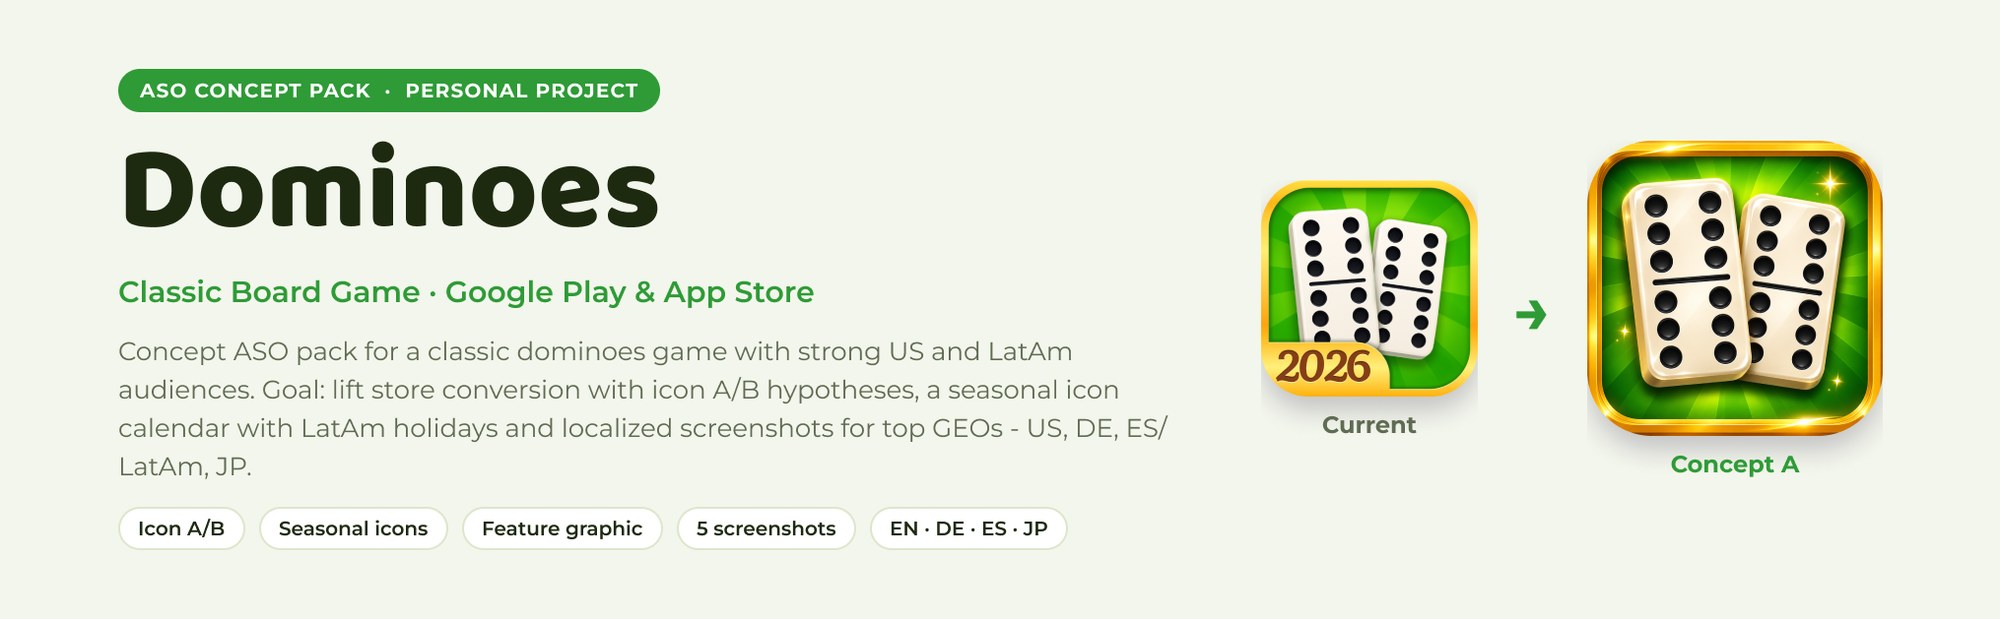 ASO CONCEPT PACK · PERSONAL PROJECT
Dominoes
Classic Board Game · Google Play & App Store
Concept ASO pack for a classic dominoes game with strong US and LatAm
audiences. Goal: lift store conversion with icon A/B hypotheses, a seasonal icon
calendar with LatAm holidays and localized screenshots for top GEOs - US, DE, ES/
LatAm, JP.
Icon A/B
Seasonal icons
Feature graphic
5 screenshots
EN · DE · ES · JP
2026
Current
Concept A